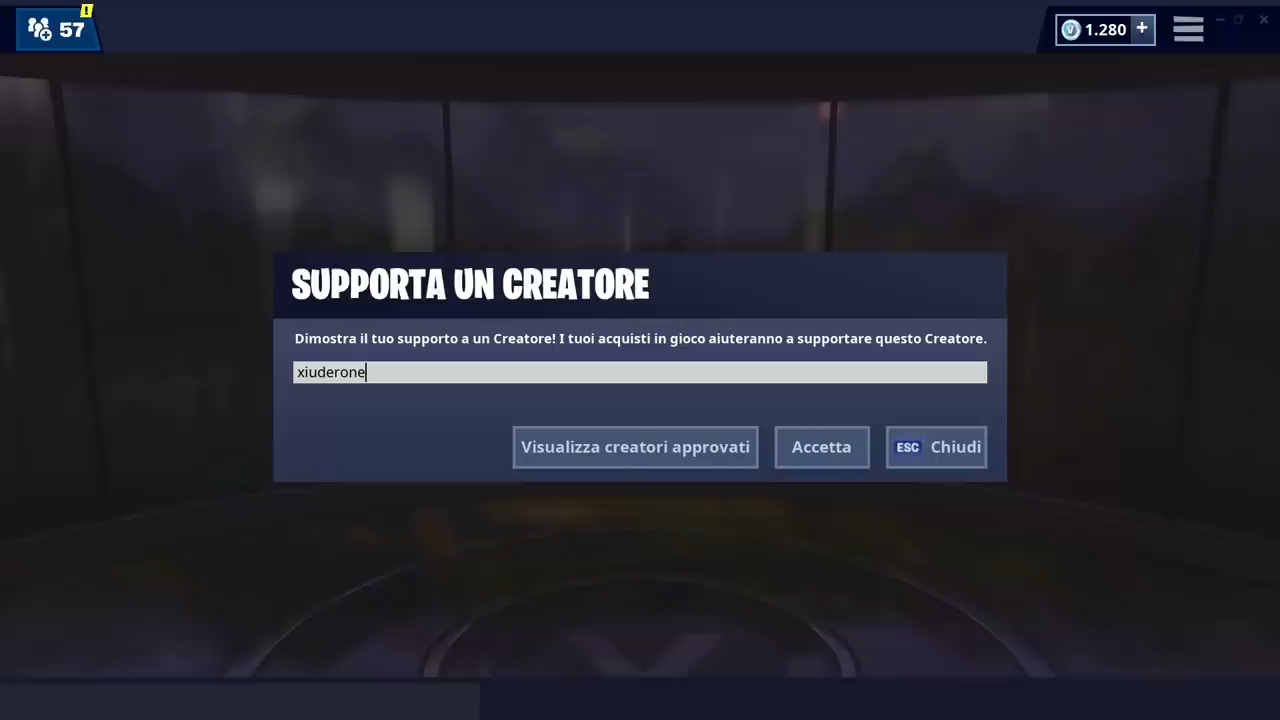 ! 57
1.280 +
SUPPORTA UN CREATORE
Dimostra il tuo supporto a un Creatore! I tuoi acquisti in gioco aiuteranno a supportare questo Creatore.
xiuderone
Visualizza creatori approvati
Accetta
ESC Chiudi